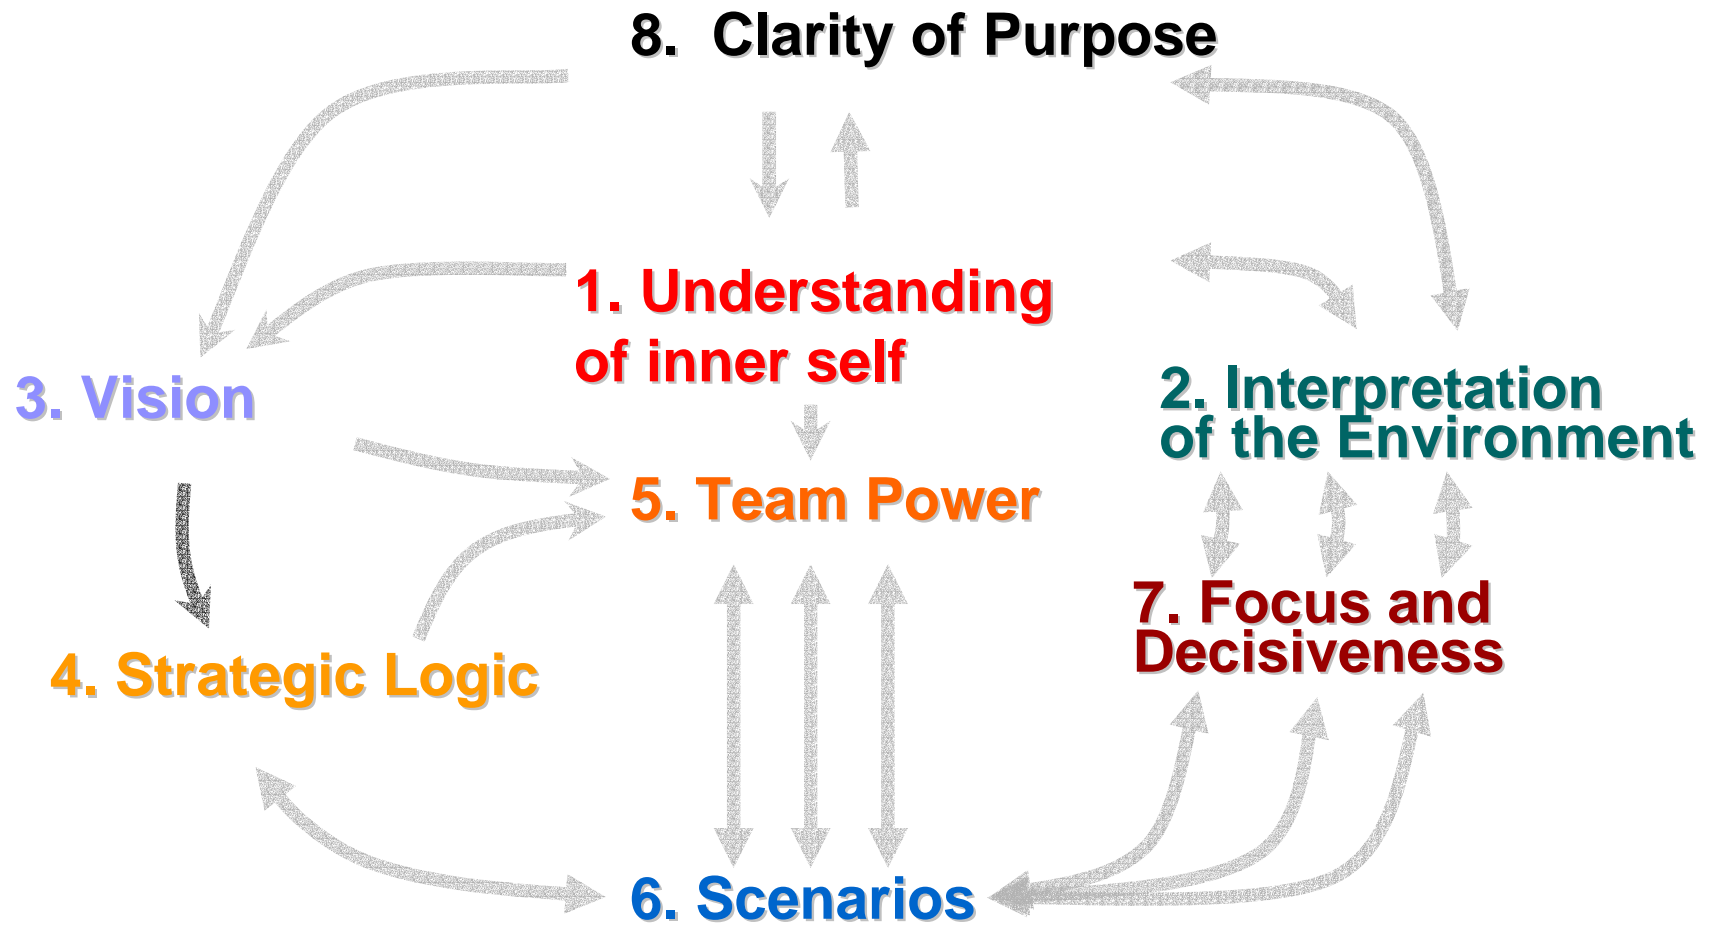 8. Clarity of Purpose
1. Understanding
of inner self
3. Vision
2. Interpretation
of the Environment
5. Team Power
7. Focus and
Decisiveness
4. Strategic Logic
6. Scenarios